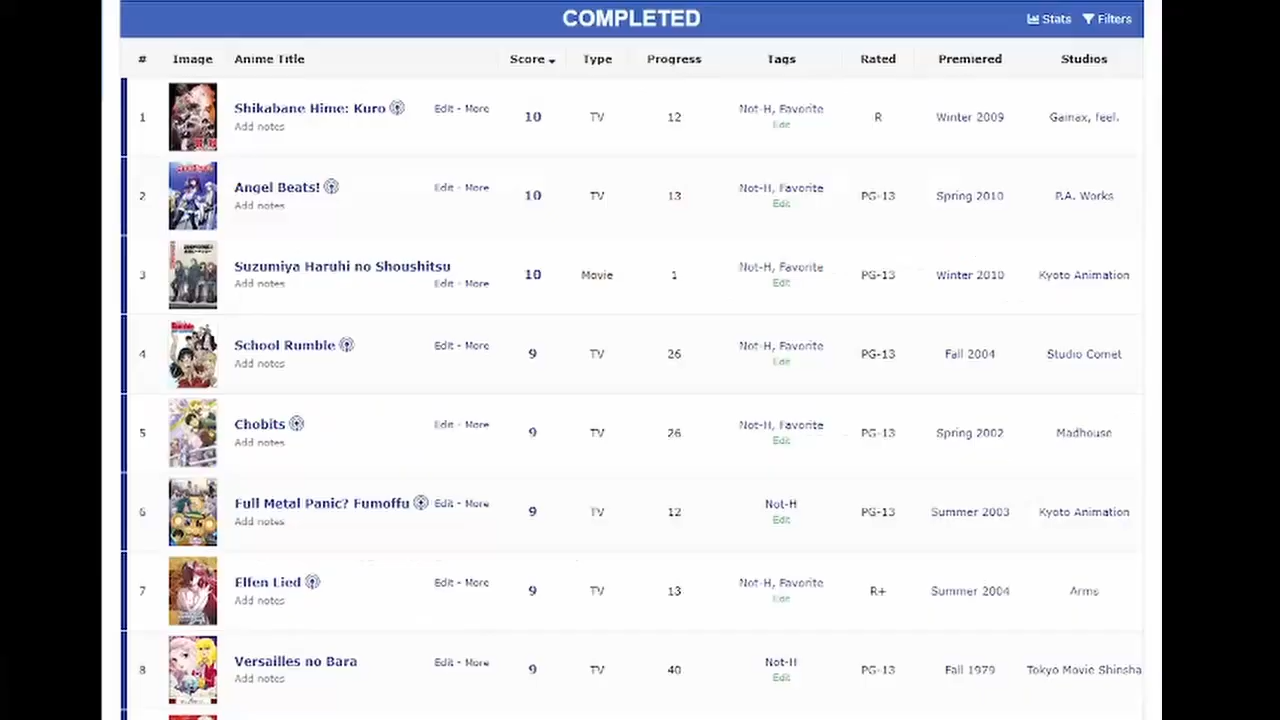 COMPLETED
Stats Filters
# Image Anime Title Score Type Progress Tags Rated Premiered Studios
1 Shikabane Hime: Kuro Edit - More 10 TV 12 Not-H, Favorite R Winter 2009 Gainax, feel.
Add notes Edit
2 Angel Beats! Edit - More 10 TV 13 Not-H, Favorite PG-13 Spring 2010 P.A. Works
Add notes Edit
3 Suzumiya Haruhi no Shoushitsu 10 Movie 1 Not-H, Favorite PG-13 Winter 2010 Kyoto Animation
Add notes Edit - More Edit
4 School Rumble Edit - More 9 TV 26 Not-H, Favorite PG-13 Fall 2004 Studio Comet
Add notes Edit
5 Chobits Edit - More 9 TV 26 Not-H, Favorite PG-13 Spring 2002 Madhouse
Add notes Edit
6 Full Metal Panic? Fumoffu Edit - More 9 TV 12 Not-H PG-13 Summer 2003 Kyoto Animation
Add notes Edit
7 Elfen Lied Edit - More 9 TV 13 Not-H, Favorite R+ Summer 2004 Arms
Add notes Edit
8 Versailles no Bara Edit - More 9 TV 40 Not-H PG-13 Fall 1979 Tokyo Movie Shinsha
Add notes Edit